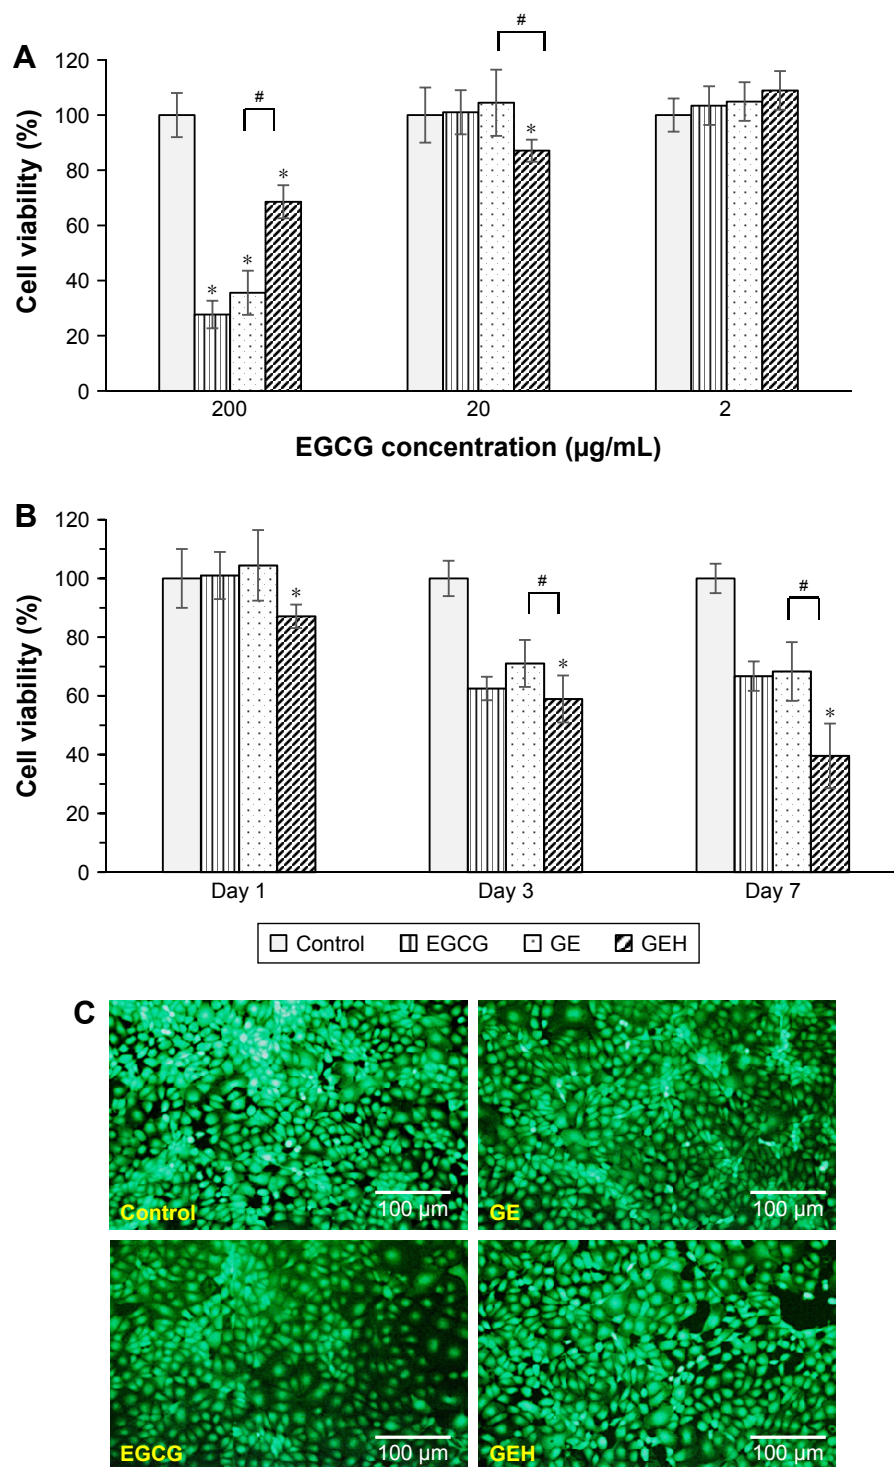 A
Cell viability (%)
120
100
80
60
40
20
0
#
#
*
*
*
*
200
20
2
EGCG concentration (µg/mL)
B
Cell viability (%)
120
100
80
60
40
20
0
*
#
*
#
*
Day 1
Day 3
Day 7
Control
EGCG
GE
GEH
C
Control
100 µm
GE
100 µm
EGCG
100 µm
GEH
100 µm